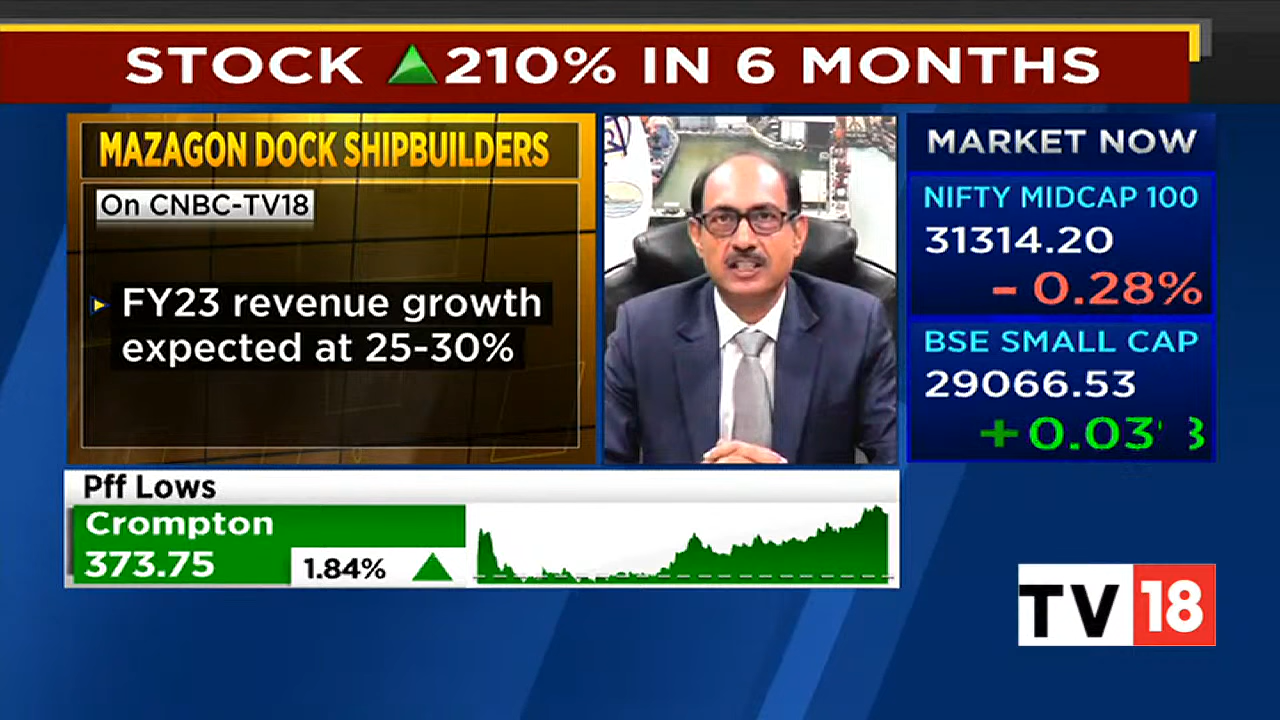 STOCK ▲210% IN 6 MONTHS
MAZAGON DOCK SHIPBUILDERS
On CNBC-TV18
FY23 revenue growth
expected at 25-30%
MARKET NOW
NIFTY MIDCAP 100
31314.20
- 0.28%
BSE SMALL CAP
29066.53
+0.03
Pff Lows
Crompton
373.75
1.84%
TV18